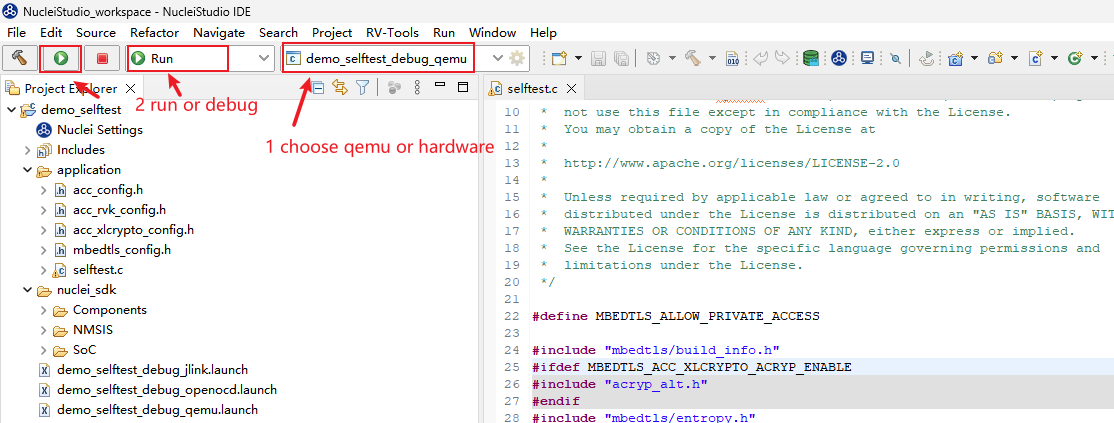 NucleiStudio_workspace - NucleiStudio IDE
File Edit Source Refactor Navigate Search Project RV-Tools Run Window Help
Run
demo_selftest_debug_qemu
010
Project Explorer
2 run or debug
1 choose qemu or hardware
demo_selftest
Nuclei Settings
Includes
application
acc_config.h
acc_rvk_config.h
acc_xlcrypto_config.h
mbedtls_config.h
selftest.c
nuclei_sdk
Components
NMSIS
SoC
demo_selftest_debug_jlink.launch
demo_selftest_debug_openocd.launch
demo_selftest_debug_qemu.launch
selftest.c
10 * not use this file except in compliance with the License.
11 * You may obtain a copy of the License at
12 *
13 * http://www.apache.org/licenses/LICENSE-2.0
14 *
15 * Unless required by applicable law or agreed to in writing, software
16 * distributed under the License is distributed on an "AS IS" BASIS, WIT
17 * WARRANTIES OR CONDITIONS OF ANY KIND, either express or implied.
18 * See the License for the specific language governing permissions and
19 * limitations under the License.
20 */
21
22 #define MBEDTLS_ALLOW_PRIVATE_ACCESS
23
24 #include "mbedtls/build_info.h"
25 #ifdef MBEDTLS_ACC_XLCRYPTO_ACRYP_ENABLE
26 #include "acryp_alt.h"
27 #endif
28 #include "mbedtls/entropy.h"